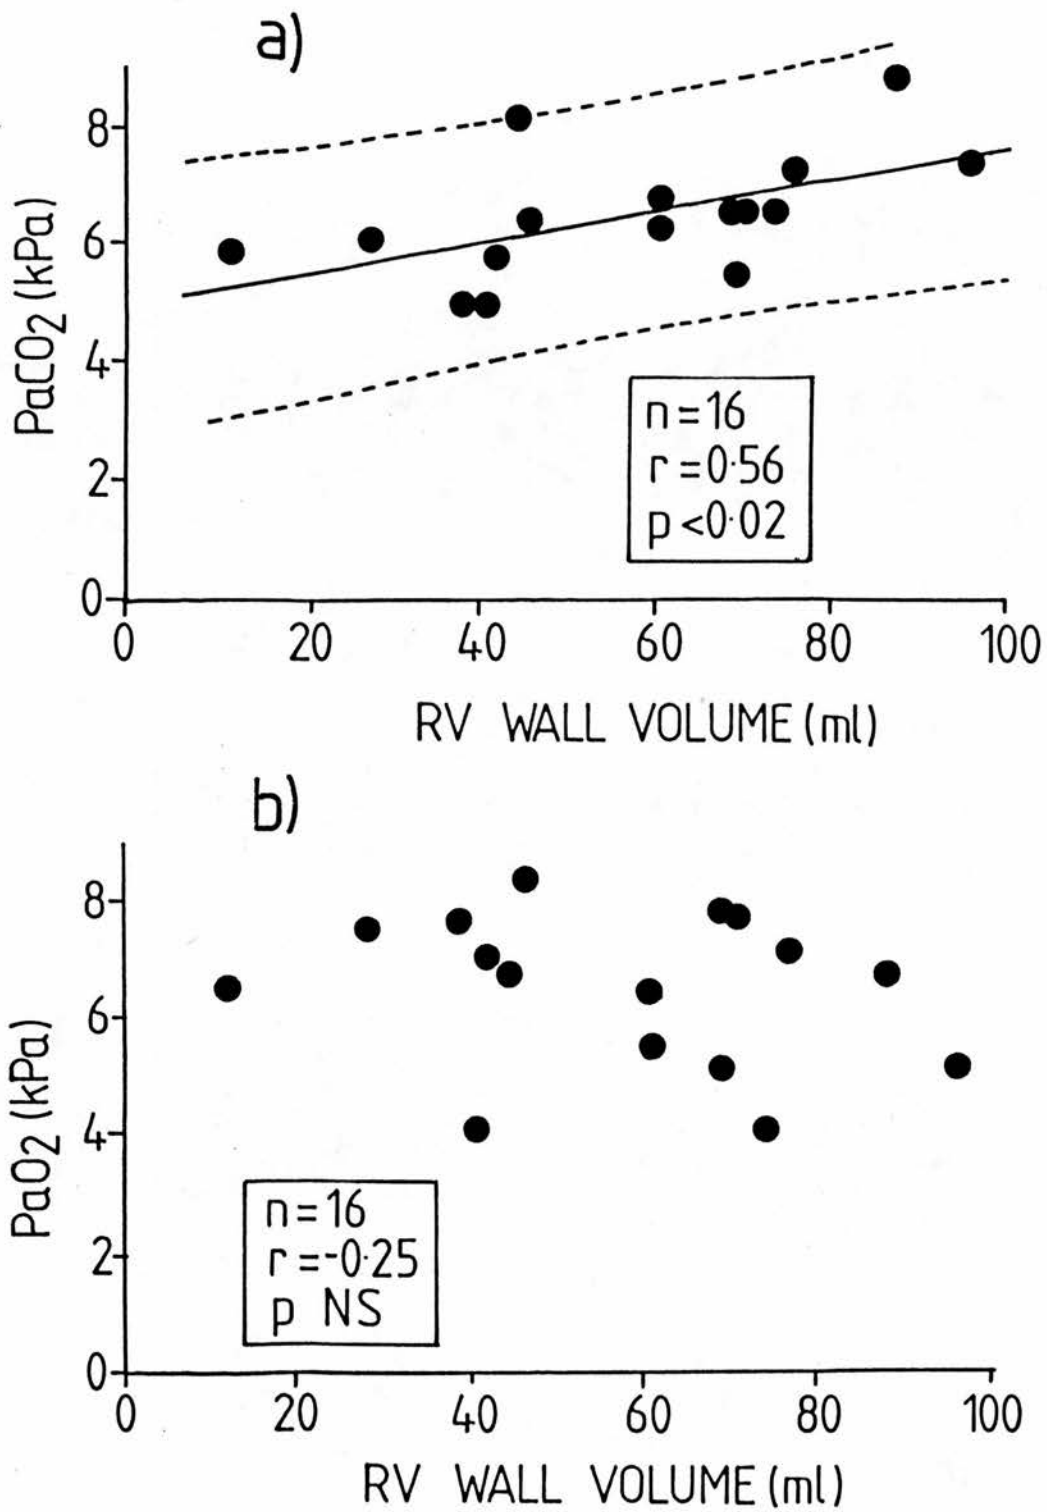 a)
8
6
4
2
0
PaCO2 (kPa)
n=16
r=0·56
p<0·02
0 20 40 60 80 100
RV WALL VOLUME (ml)
b)
8
6
4
2
0
PaO2 (kPa)
n=16
r=-0·25
p NS
0 20 40 60 80 100
RV WALL VOLUME (ml)